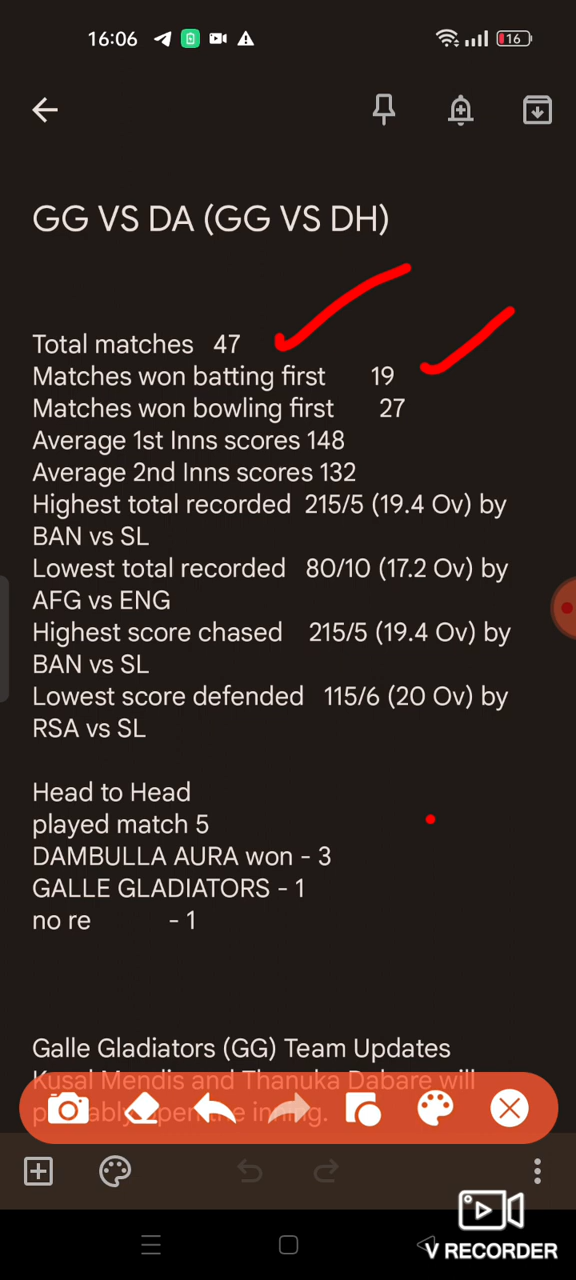 16:06
16
GG VS DA (GG VS DH)
Total matches 47
Matches won batting first 19
Matches won bowling first 27
Average 1st Inns scores 148
Average 2nd Inns scores 132
Highest total recorded 215/5 (19.4 Ov) by
BAN vs SL
Lowest total recorded 80/10 (17.2 Ov) by
AFG vs ENG
Highest score chased 215/5 (19.4 Ov) by
BAN vs SL
Lowest score defended 115/6 (20 Ov) by
RSA vs SL
Head to Head
played match 5
DAMBULLA AURA won - 3
GALLE GLADIATORS - 1
no re - 1
Galle Gladiators (GG) Team Updates
Kusal Mendis and Thanuka Dabare will
inning.
V RECORDER